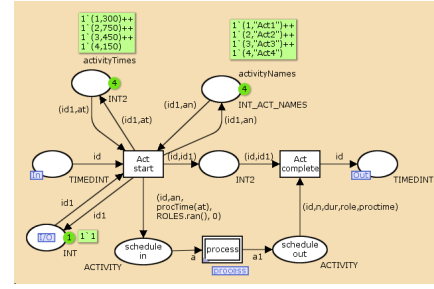 1`(1,300)++
1`(2,750)++
1`(3,450)++
1`(4,150)
activityTimes
4
INT2
(id1,at)
(id1,at)
1`(1,"Act1")++
1`(2,"Act2")++
1`(3,"Act3")++
1`(4,"Act4")
activityNames
4
INT_ACT_NAMES
(id1,an)
(id1,an)
In
TIMEDINT
id
Act
start
(id,id1)
INT2
(id,id1)
Act
complete
id
Out
TIMEDINT
id1
id1
I/O
1
1`1
INT
(id,an,
procTime(at),
ROLES.ran(), 0)
(id,n,dur,role,proctime)
schedule
in
ACTIVITY
a
process
process
a1
schedule
out
ACTIVITY